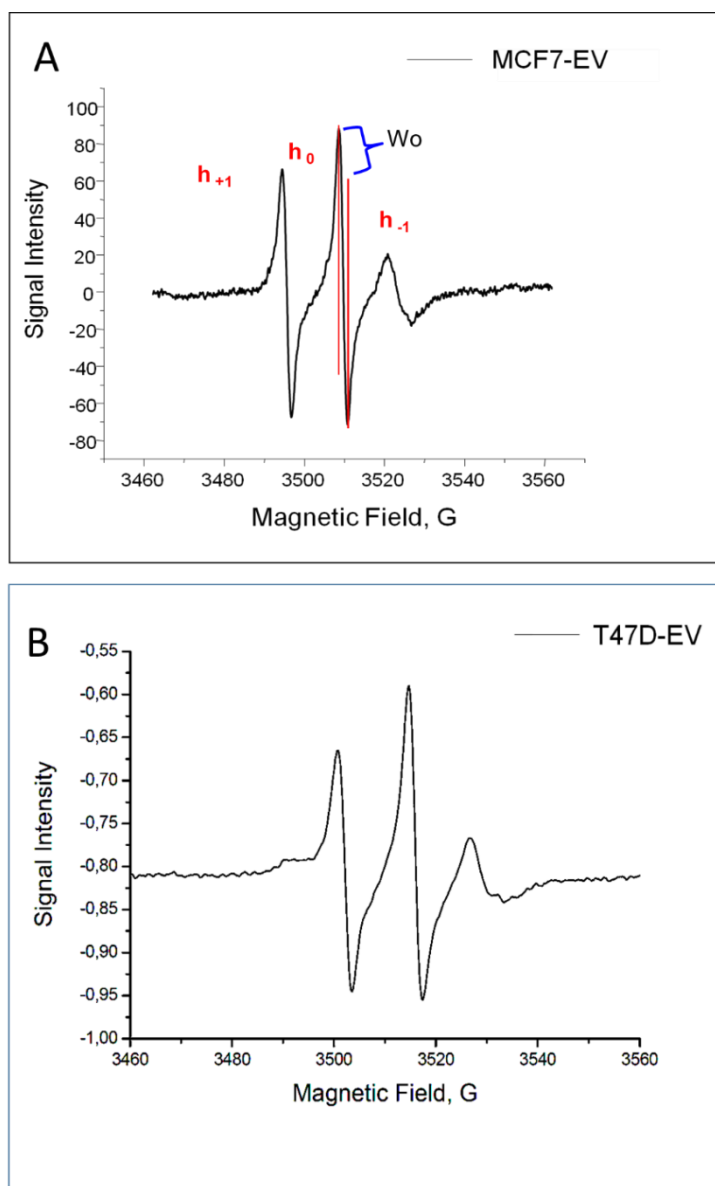 A
MCF7-EV
100
80
60
40
20
0
-20
-40
-60
-80
h +1
h 0
Wo
h -1
Signal Intensity
3460 3480 3500 3520 3540 3560
Magnetic Field, G
B
T47D-EV
-0,55
-0,60
-0,65
-0,70
-0,75
-0,80
-0,85
-0,90
-0,95
-1,00
Signal Intensity
3460 3480 3500 3520 3540 3560
Magnetic Field, G